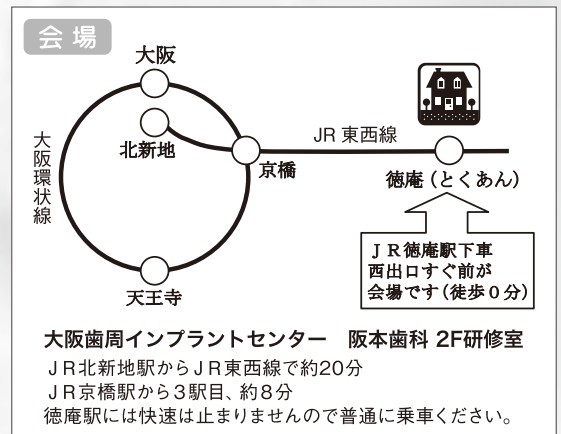 会場
大阪
北新地
大阪環状線
京橋
JR東西線
徳庵（とくあん）
天王寺
ＪＲ徳庵駅下車
西出口すぐ前が
会場です（徒歩０分）
大阪歯周インプラントセンター　阪本歯科 2F研修室
ＪＲ北新地駅からＪＲ東西線で約20分
ＪＲ京橋駅から3駅目、約8分
徳庵駅には快速は止まりませんので普通に乗車ください。